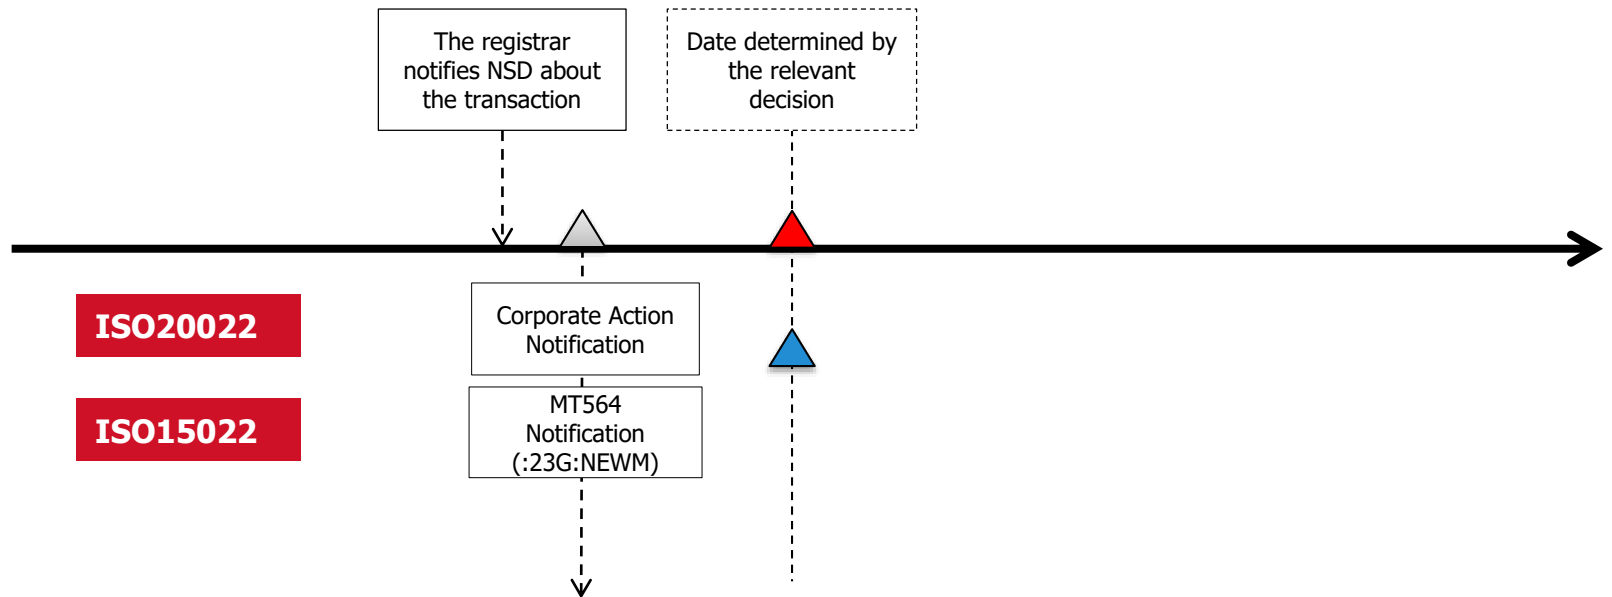 The registrar
notifies NSD about
the transaction
Date determined by
the relevant
decision
ISO20022
Corporate Action
Notification
ISO15022
MT564
Notification
(:23G:NEWM)